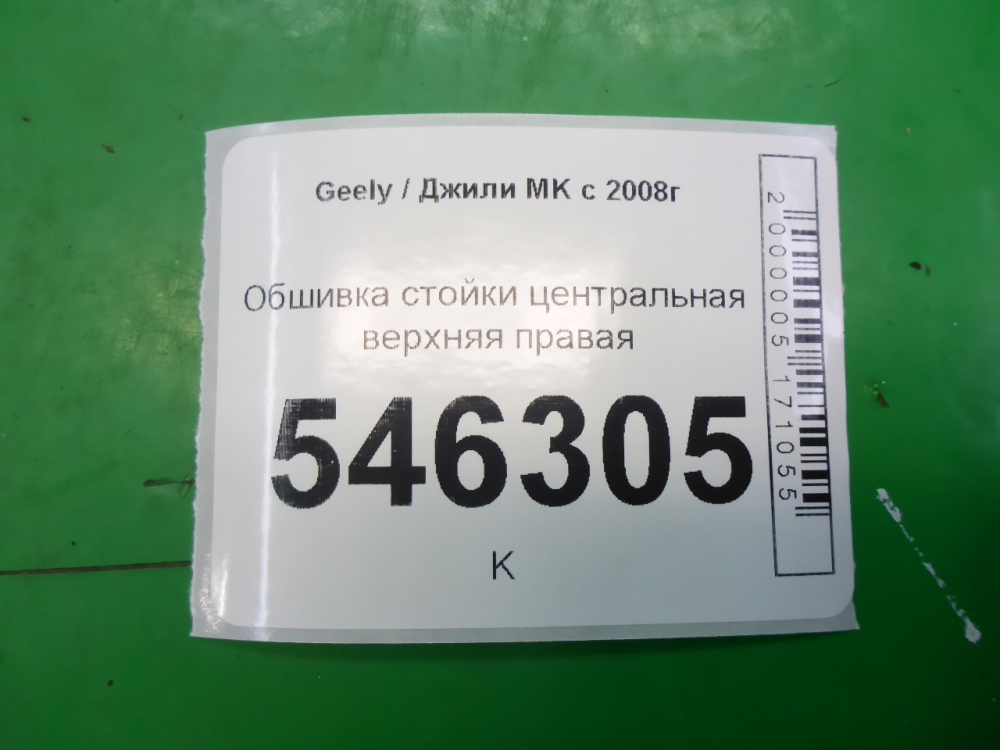 Geely / Джили МК с 2008г
Обшивка стойки центральная
верхняя правая
546305
К
2000005171055